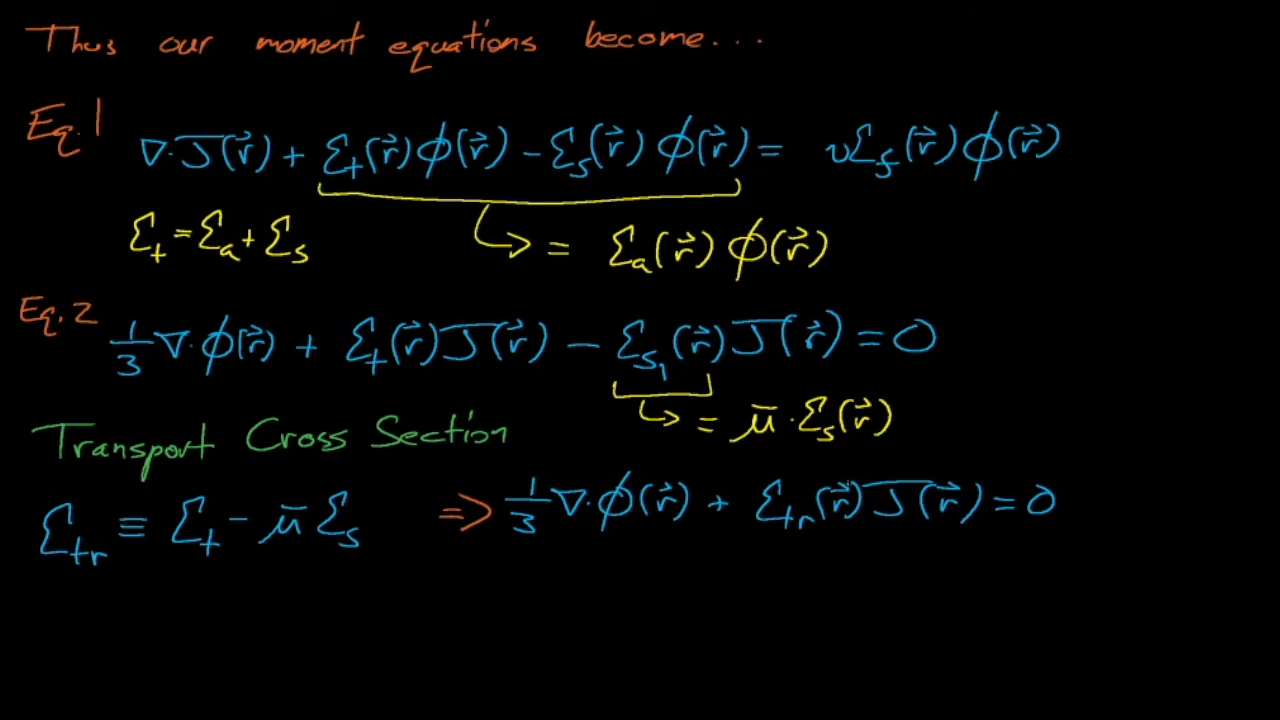 Thus our moment equations become...
Eq.1 ∇·J(r⃗) + Σt(r⃗)ϕ(r⃗) - Σs(r⃗)ϕ(r⃗) = νΣf(r⃗)ϕ(r⃗)
Σt = Σa + Σs ↳ = Σa(r⃗)ϕ(r⃗)
Eq.2 1/3 ∇·ϕ(r⃗) + Σt(r⃗)J(r⃗) - Σs1(r⃗)J(r⃗) = 0
↳ = μ̄·Σs(r⃗)
Transport Cross Section
Σtr ≡ Σt - μ̄Σs ⇒ 1/3 ∇·ϕ(r⃗) + Σtr(r⃗)J(r⃗) = 0